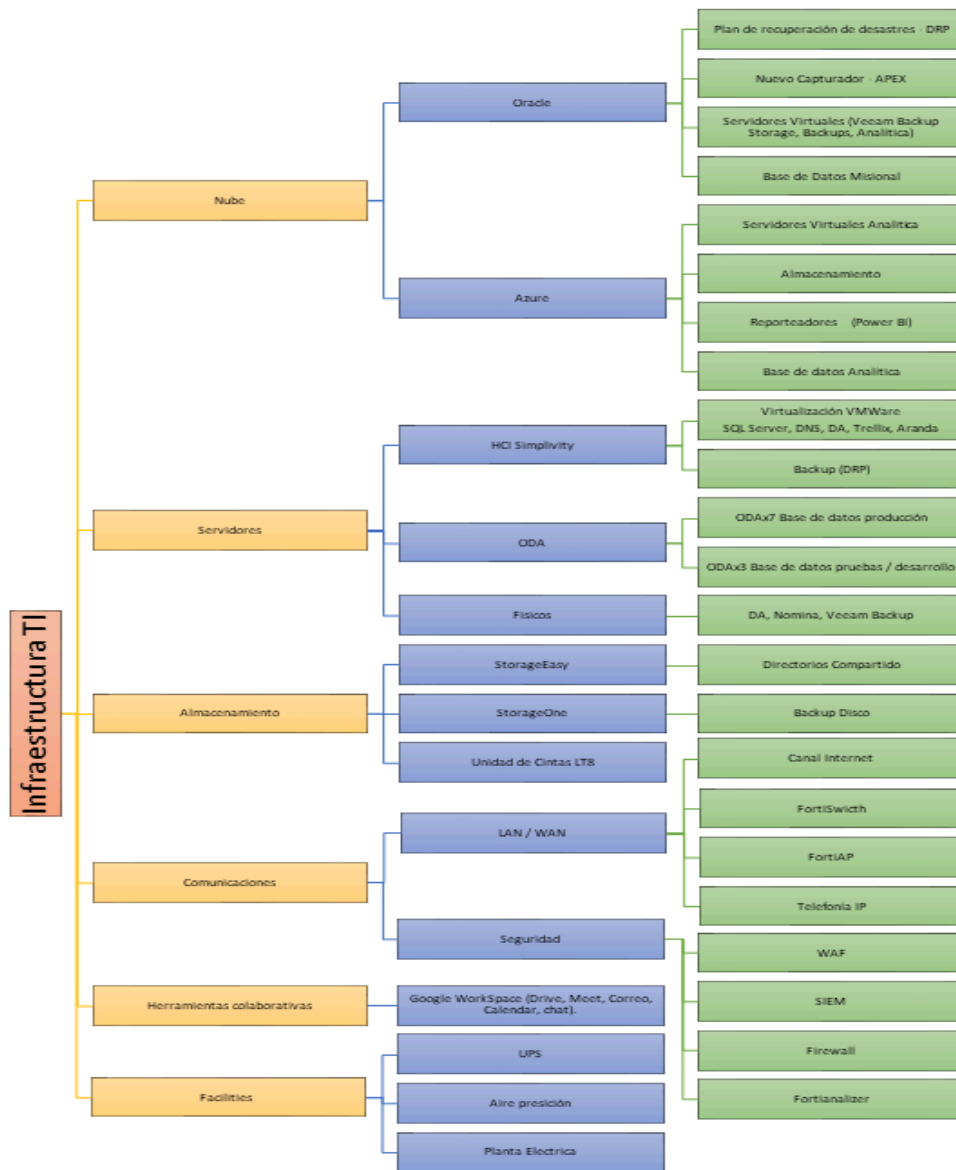 Infraestructura TI
Nube
Oracle
Plan de recuperación de desastres - DRP
Nuevo Capturador - APEX
Servidores Virtuales (Veeam Backup
Storage, Backups, Analítica)
Base de Datos Misional
Azure
Servidores Virtuales Analítica
Almacenamiento
Reporteadores (Power BI)
Base de datos Analítica
Servidores
HCI Simplivity
Virtualización VMWare
SQL Server, DNS, DA, Trellix, Aranda
Backup (DRP)
ODA
ODAx7 Base de datos producción
ODAx3 Base de datos pruebas / desarrollo
Físicos
DA, Nomina, Veeam Backup
Almacenamiento
StorageEasy
Directorios Compartido
StorageOne
Backup Disco
Unidad de Cintas LT8
Comunicaciones
LAN / WAN
Canal Internet
FortiSwicth
FortiAP
Telefonía IP
Seguridad
WAF
SIEM
Firewall
Fortianalizer
Herramientas colaborativas
Google WorkSpace (Drive, Meet, Correo,
Calendar, chat).
Facilities
UPS
Aire presición
Planta Electrica